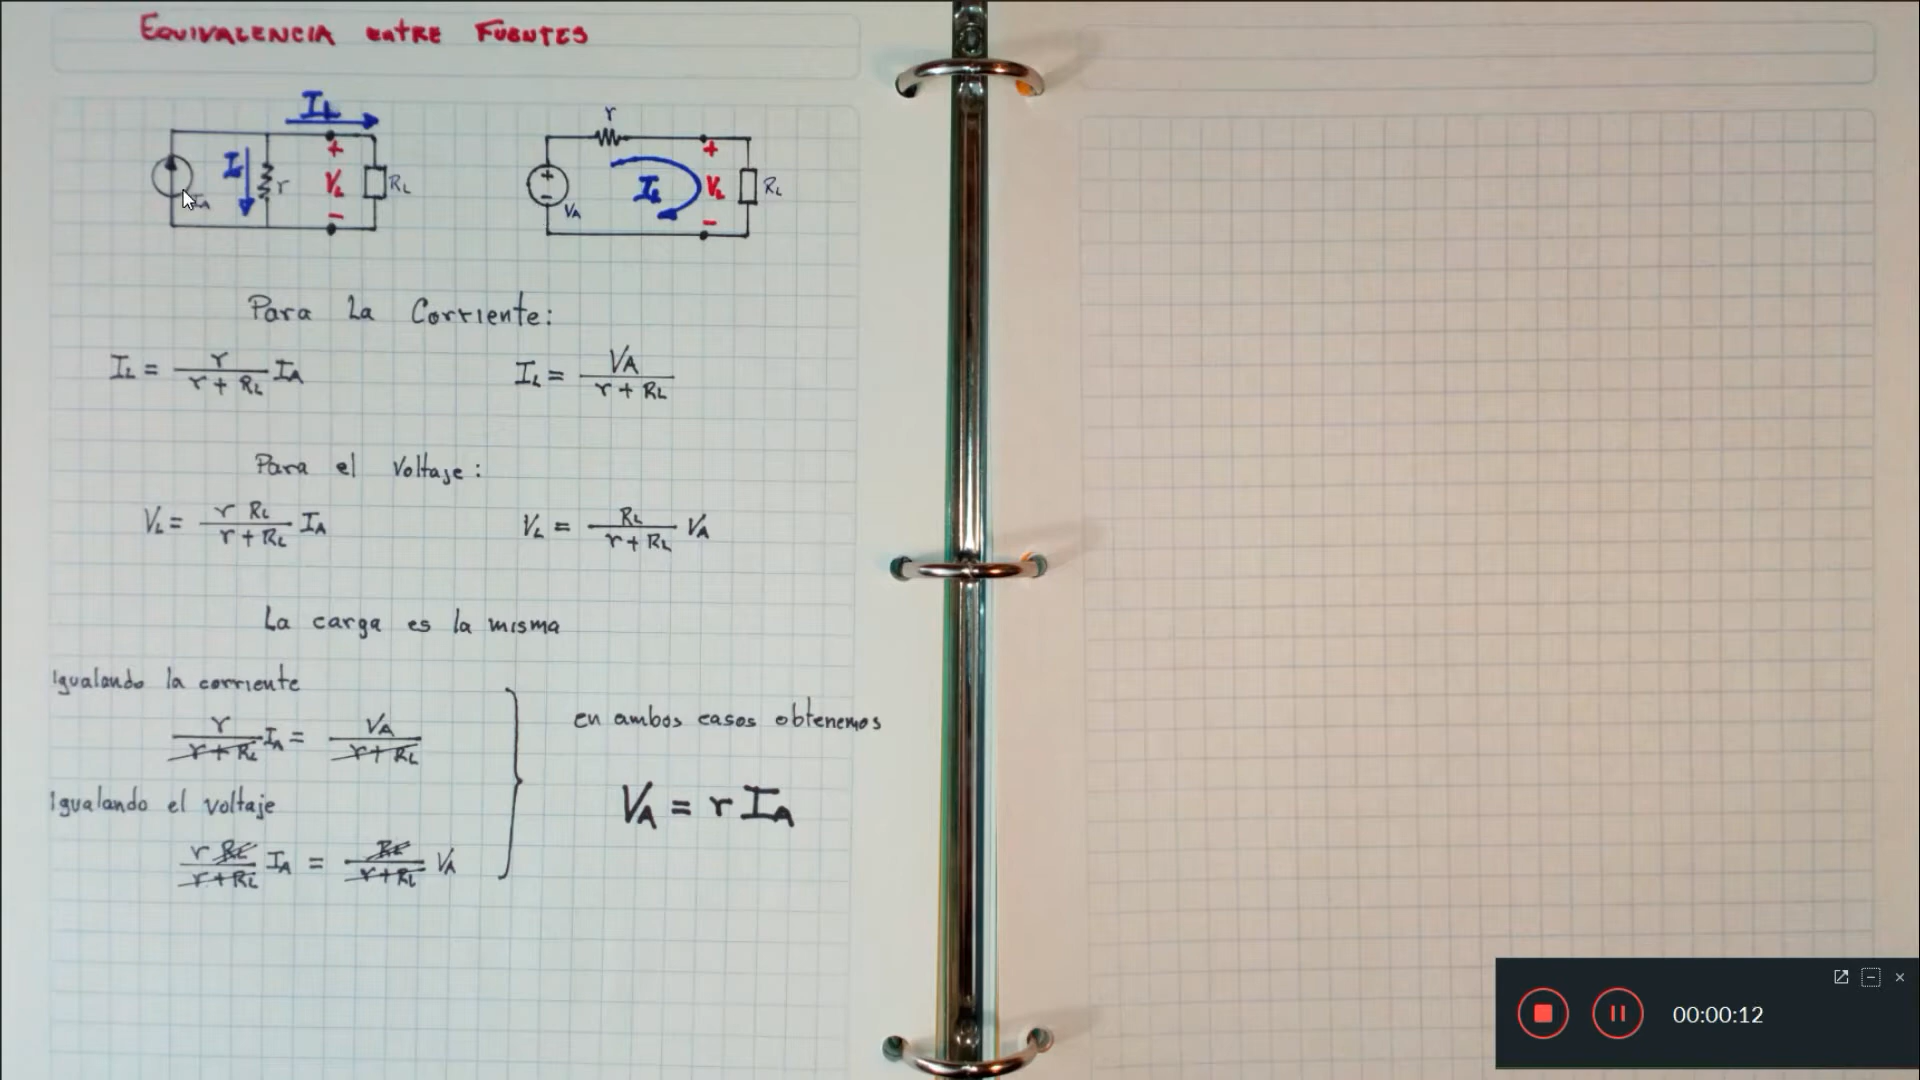 EQUIVALENCIA ENTRE FUENTES
IL
I
r
+
VL
-
RL
IA
r
+
-
VA
IL
+
VL
-
RL
Para la Corriente:
IL = r / (r + RL) IA
IL = VA / (r + RL)
Para el Voltaje:
VL = r RL / (r + RL) IA
VL = RL / (r + RL) VA
La carga es la misma
Igualando la corriente
r / (r + RL) IA = VA / (r + RL)
Igualando el voltaje
r RL / (r + RL) IA = RL / (r + RL) VA
en ambos casos obtenemos
VA = r IA
00:00:12